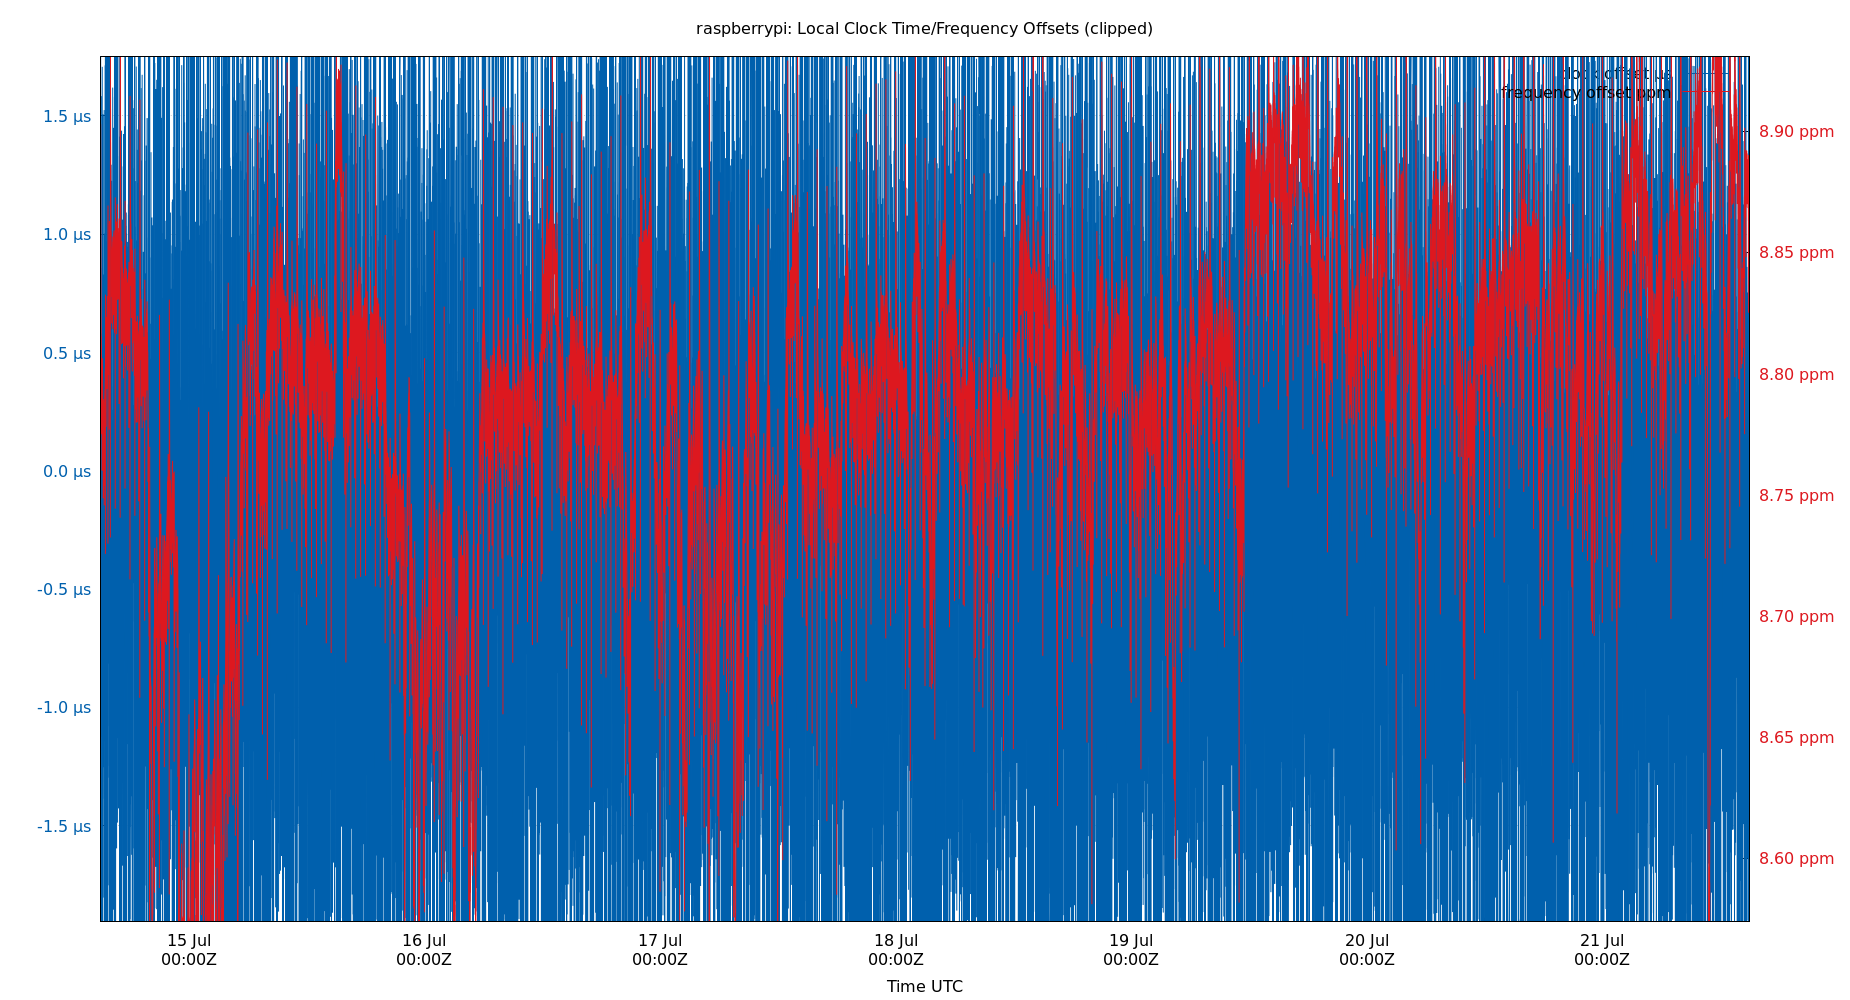 raspberrypi: Local Clock Time/Frequency Offsets (clipped)
clock offset µs
frequency offset ppm
1.5 µs
1.0 µs
0.5 µs
0.0 µs
-0.5 µs
-1.0 µs
-1.5 µs
8.90 ppm
8.85 ppm
8.80 ppm
8.75 ppm
8.70 ppm
8.65 ppm
8.60 ppm
15 Jul 16 Jul 17 Jul 18 Jul 19 Jul 20 Jul 21 Jul
00:00Z 00:00Z 00:00Z 00:00Z 00:00Z 00:00Z 00:00Z
Time UTC